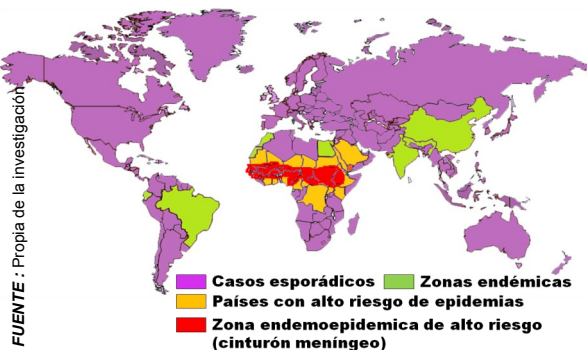 FUENTE : Propia de la investigación
Casos esporádicos
Zonas endémicas
Países con alto riesgo de epidemias
Zona endemoepidemica de alto riesgo
(cinturón meníngeo)